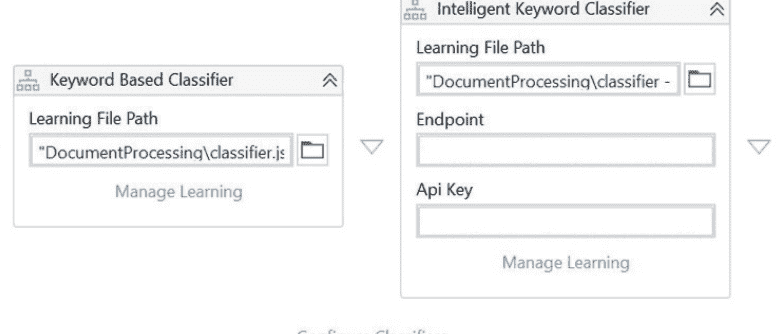 Keyword Based Classifier
Learning File Path
"DocumentProcessing\classifier.js
Manage Learning
Intelligent Keyword Classifier
Learning File Path
"DocumentProcessing\classifier -
Endpoint
Api Key
Manage Learning